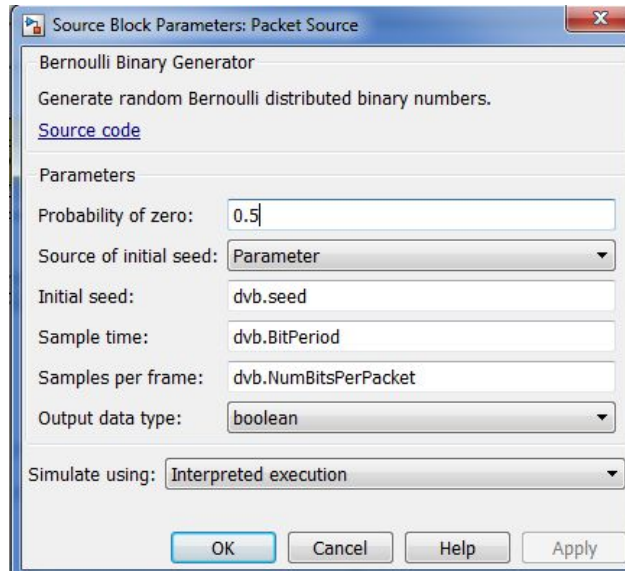 Source Block Parameters: Packet Source
Bernoulli Binary Generator
Generate random Bernoulli distributed binary numbers.
Source code
Parameters
Probability of zero: 0.5
Source of initial seed: Parameter
Initial seed: dvb.seed
Sample time: dvb.BitPeriod
Samples per frame: dvb.NumBitsPerPacket
Output data type: boolean
Simulate using: Interpreted execution
OK Cancel Help Apply